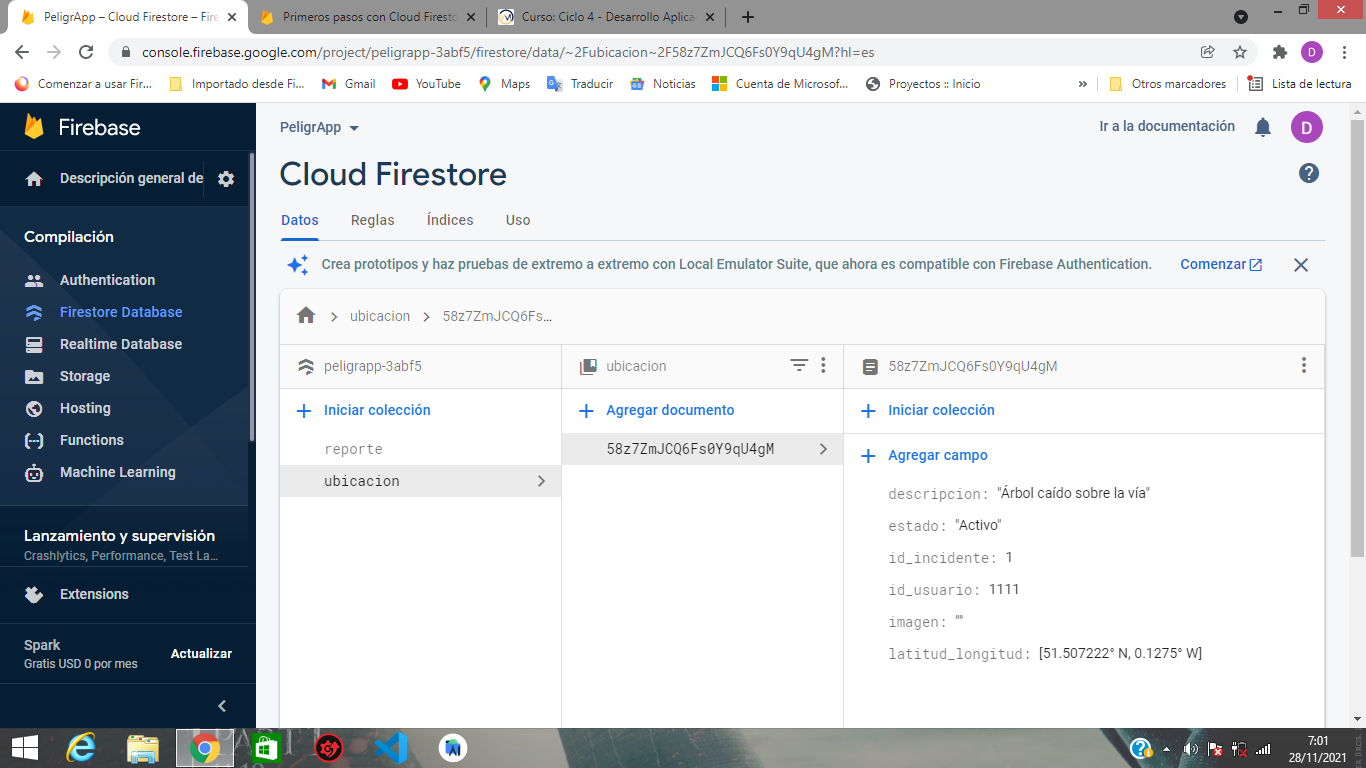 PeligrApp – Cloud Firestore – Fire
Primeros pasos con Cloud Firesto
Curso: Ciclo 4 - Desarrollo Aplica
console.firebase.google.com/project/peligrapp-3abf5/firestore/data/~2Fubicacion~2F58z7ZmJCQ6Fs0Y9qU4gM?hl=es
D
Comenzar a usar Fir...
Importado desde Fi...
Gmail
YouTube
Maps
Traducir
Noticias
Cuenta de Microsof...
Proyectos :: Inicio
»
Otros marcadores
Lista de lectura
Firebase
Descripción general de
Compilación
Authentication
Firestore Database
Realtime Database
Storage
Hosting
Functions
Machine Learning
Lanzamiento y supervisión
Crashlytics, Performance, Test La...
Extensions
Spark
Gratis USD 0 por mes
Actualizar
PeligrApp
Ir a la documentación
D
Cloud Firestore
Datos
Reglas
Índices
Uso
Crea prototipos y haz pruebas de extremo a extremo con Local Emulator Suite, que ahora es compatible con Firebase Authentication.
Comenzar
ubicacion
58z7ZmJCQ6Fs...
peligrapp-3abf5
Iniciar colección
reporte
ubicacion
ubicacion
Agregar documento
58z7ZmJCQ6Fs0Y9qU4gM
58z7ZmJCQ6Fs0Y9qU4gM
Iniciar colección
Agregar campo
descripcion: "Árbol caído sobre la vía"
estado: "Activo"
id_incidente: 1
id_usuario: 1111
imagen: ""
latitud_longitud: [51.507222° N, 0.1275° W]
7:01
28/11/2021